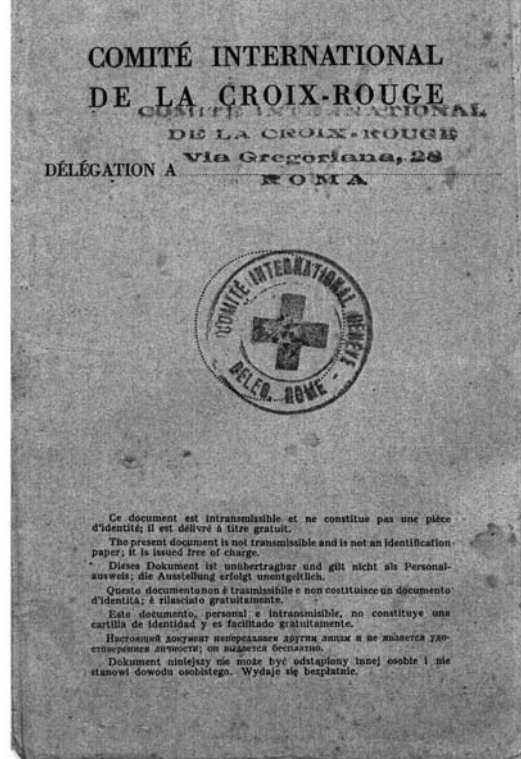 COMITÉ INTERNATIONAL
DE LA CROIX-ROUGE
COMITÉ INTERNATIONAL
DE LA CROIX-ROUGE
DÉLÉGATION A Via Gregoriana, 28
ROMA
COMITÉ INTERNATIONAL GENÈVE
DELEG. ROME -
Ce document est intransmissible et ne constitue pas une pièce
d'identité; il est délivré à titre gratuit.
The present document is not transmissible and is not an identification
paper; it is issued free of charge.
Dieses Dokument ist unübertragbar und gilt nicht als Personal-
ausweis; die Ausstellung erfolgt unentgeltlich.
Questo documento non è trasmissibile e non costituisce un documento
d'identità; è rilasciato gratuitamente.
Este documento, personal e intransmisible, no constituye una
cartilla de identidad y es facilitado gratuitamente.
Настоящий документ непередаваем другим лицам и не является удо-
стоверением личности; он выдается бесплатно.
Dokument niniejszy nie może być odstąpiony innej osobie i nie
stanowi dowodu osobistego. Wydaje się bezpłatnie.